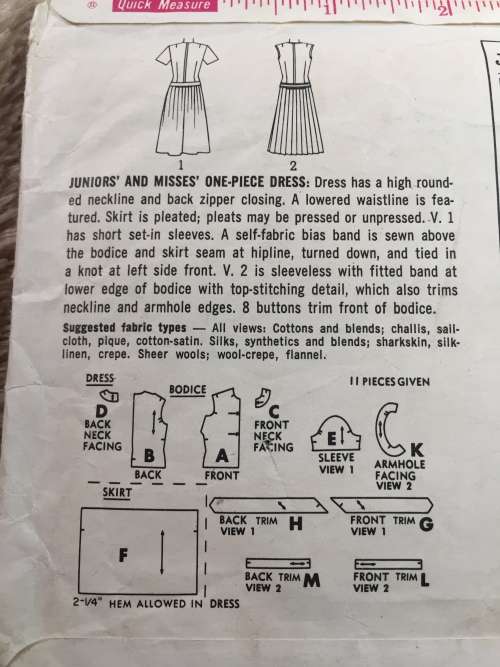 ® Quick Measure 1 2
1 2
JUNIORS' AND MISSES' ONE-PIECE DRESS: Dress has a high round-
ed neckline and back zipper closing. A lowered waistline is fea-
tured. Skirt is pleated; pleats may be pressed or unpressed. V. 1
has short set-in sleeves. A self-fabric bias band is sewn above
the bodice and skirt seam at hipline, turned down, and tied in
a knot at left side front. V. 2 is sleeveless with fitted band at
lower edge of bodice with top-stitching detail, which also trims
neckline and armhole edges. 8 buttons trim front of bodice.
Suggested fabric types — All views: Cottons and blends; challis, sail-
cloth, pique, cotton-satin. Silks, synthetics and blends; sharkskin, silk-
linen, crepe. Sheer wools; wool-crepe, flannel.
DRESS
BODICE
11 PIECES GIVEN
D
BACK
NECK
FACING
B
BACK
A
FRONT
C
FRONT
NECK
FACING
E
SLEEVE
VIEW 1
K
ARMHOLE
FACING
VIEW 2
SKIRT
F
BACK TRIM H
VIEW 1
FRONT TRIM G
VIEW 1
BACK TRIM M
VIEW 2
FRONT TRIM L
VIEW 2
2-1/4" HEM ALLOWED IN DRESS